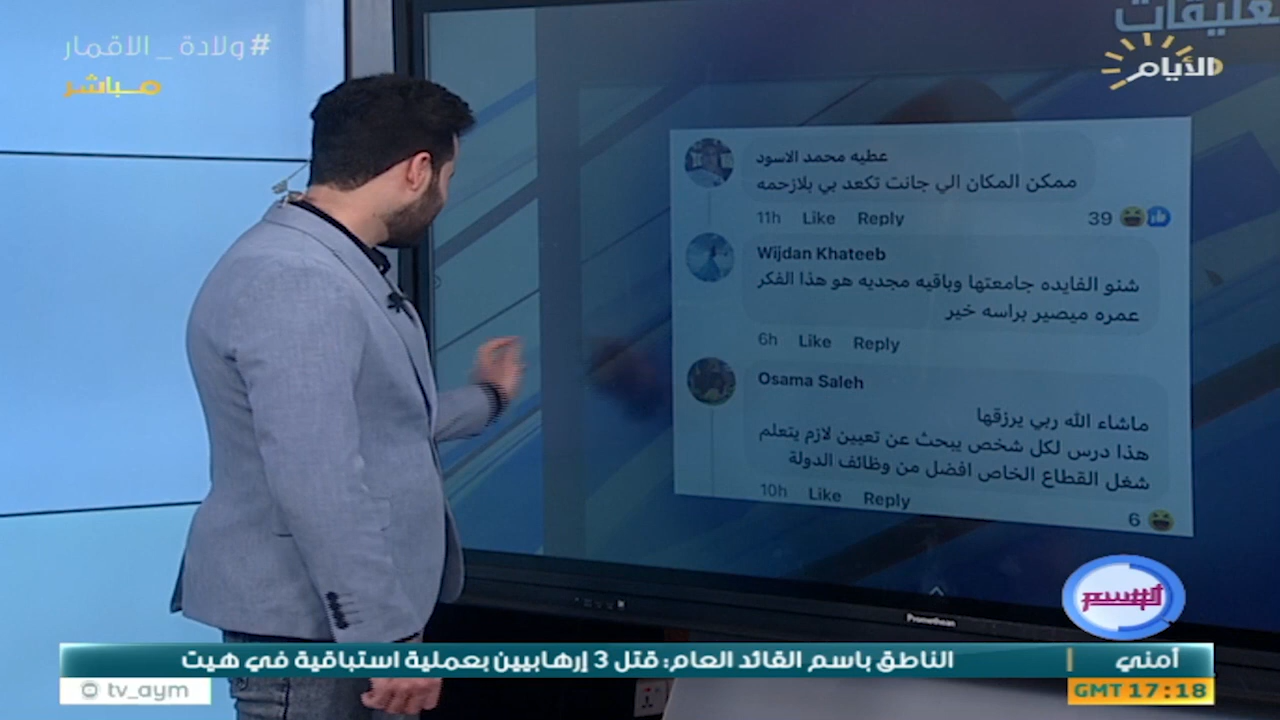 #ولادة_الاقمار
مباشر
تعليقات
الأيام
عطيه محمد الاسود
ممكن المكان الي جانت تكعد بي بلازحمه
11h Like Reply 39
Wijdan Khateeb
شنو الفايده جامعتها وباقيه مجديه هو هذا الفكر
عمره ميصير براسه خير
6h Like Reply
Osama Saleh
ماشاء الله ربي يرزقها
هذا درس لكل شخص يبحث عن تعيين لازم يتعلم
شغل القطاع الخاص افضل من وظائف الدولة
10h Like Reply
6
Promethean
الوسم
أمني | الناطق باسم القائد العام: قتل 3 إرهابيين بعملية استباقية في هيت
tv_aym
GMT 17:18